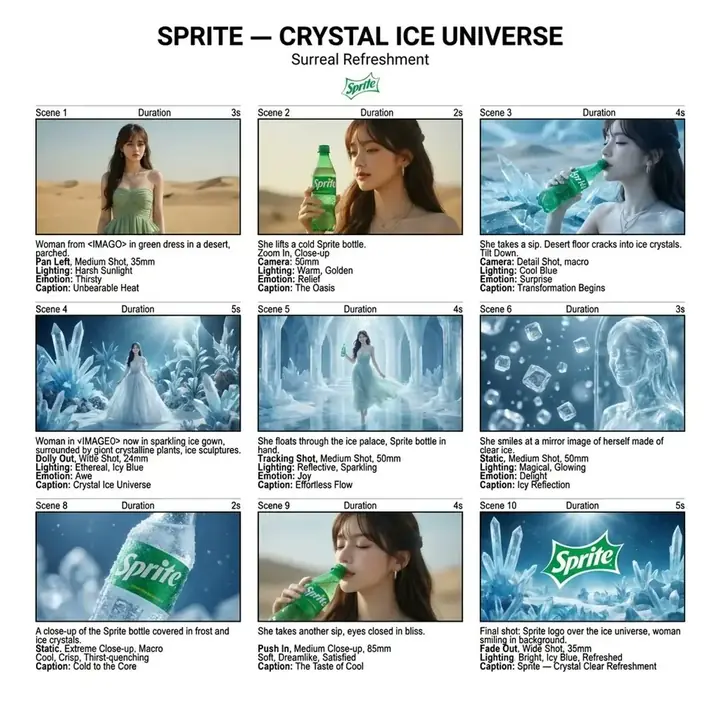 SPRITE — CRYSTAL ICE UNIVERSE
Surreal Refreshment
Sprite
Scene 1 Duration 3s
Woman from <IMAGO> in green dress in a desert,
parched.
Pan Left, Medium Shot, 35mm
Lighting: Harsh Sunlight
Emotion: Thirsty
Caption: Unbearable Heat
Scene 2 Duration 2s
Sprite
She lifts a cold Sprite bottle.
Zoom In, Close-up
Camera: 50mm
Lighting: Warm, Golden
Emotion: Relief
Caption: The Oasis
Scene 3 Duration 4s
Sprite
She takes a sip. Desert floor cracks into ice crystals.
Tilt Down.
Camera: Detail Shot, macro
Lighting: Cool Blue
Emotion: Surprise
Caption: Transformation Begins
Scene 4 Duration 5s
Woman in <IMAGE0> now in sparkling ice gown,
surrounded by giont crystalline plants, ice sculptures.
Dolly Out, Wite Shot, 24mm
Lighting: Ethereal, Icy Blue
Emotion: Awe
Caption: Crystal Ice Universe
Scene 5 Duration 4s
She floats through the ice palace, Sprite bottle in
hand.
Tracking Shot, Medium Shot, 50mm
Lighting: Reflective, Sparkling
Emotion: Joy
Caption: Effortless Flow
Scene 6 Duration 3s
She smiles at a mirror image of herself made of
clear ice.
Static, Medium Shot, 50mm
Lighting: Magical, Glowing
Emotion: Delight
Caption: Icy Reflection
Scene 8 Duration 2s
Sprite
A close-up of the Sprite bottle covered in frost and
ice crystals.
Static. Extreme Close-up, Macro
Cool, Crisp, Thirst-quenching
Caption: Cold to the Core
Scene 9 Duration 4s
Sprite
She takes another sip, eyes closed in bliss.
Push In, Medium Close-up, 85mm
Soft, Dreamlike, Satisfied
Caption: The Taste of Cool
Scene 10 Duration 5s
Sprite
Final shot: Sprite logo over the ice universe, woman
smiling in background.
Fade Out, Wide Shot, 35mm
Lighting. Bright, Icy Blue, Refreshed
Caption: Sprite — Crystal Clear Refreshment